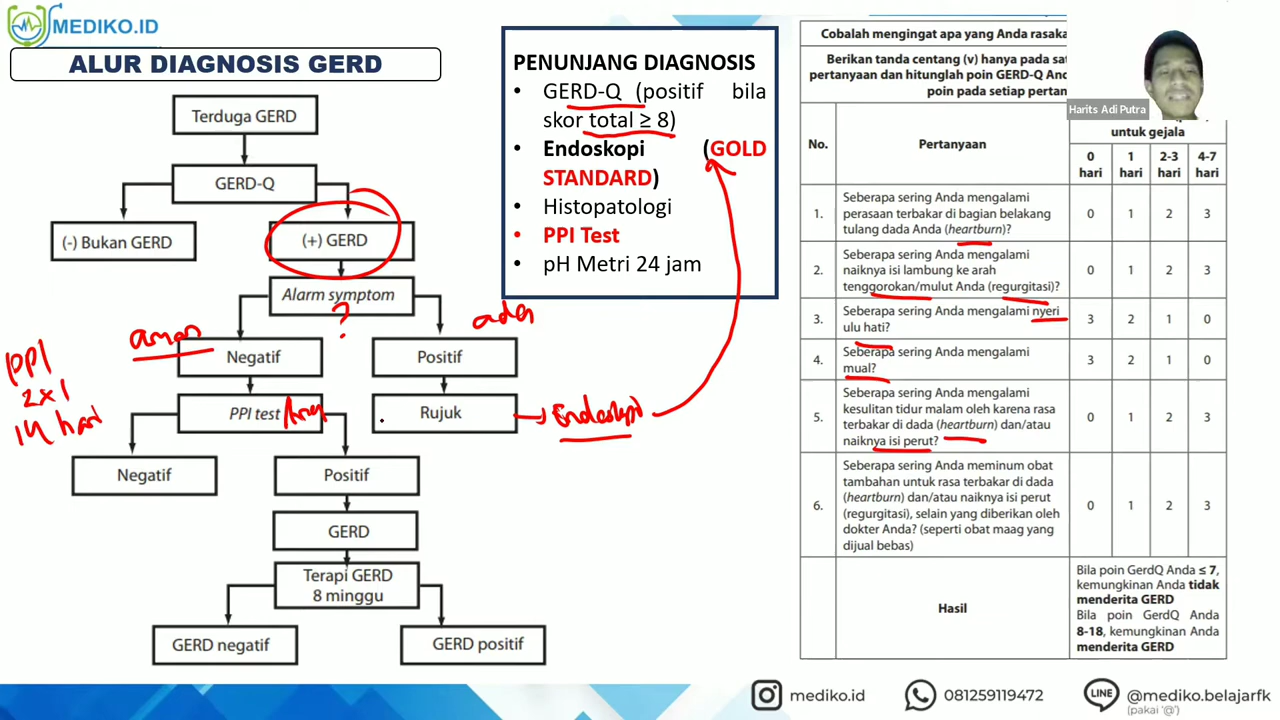 MEDIKO.ID
ALUR DIAGNOSIS GERD
Terduga GERD
GERD-Q
(-) Bukan GERD
(+) GERD
Alarm symptom
?
aman
ada
Negatif
Positif
PPI
2x1
14 hari
PPI test
Rujuk
Endoskopi
Negatif
Positif
GERD
Terapi GERD
8 minggu
GERD negatif
GERD positif
PENUNJANG DIAGNOSIS
• GERD-Q (positif bila
skor total ≥ 8)
• Endoskopi (GOLD
STANDARD)
• Histopatologi
• PPI Test
• pH Metri 24 jam
Cobalah mengingat apa yang Anda rasaka
Berikan tanda centang (v) hanya pada sat
pertanyaan dan hitunglah poin GERD-Q And
poin pada setiap pertan
Harits Adi Putra
No.
Pertanyaan
untuk gejala
0 hari
1 hari
2-3 hari
4-7 hari
1.
Seberapa sering Anda mengalami
perasaan terbakar di bagian belakang
tulang dada Anda (heartburn)?
0 1 2 3
2.
Seberapa sering Anda mengalami
naiknya isi lambung ke arah
tenggorokan/mulut Anda (regurgitasi)?
0 1 2 3
3.
Seberapa sering Anda mengalami nyeri
ulu hati?
3 2 1 0
4.
Seberapa sering Anda mengalami
mual?
3 2 1 0
5.
Seberapa sering Anda mengalami
kesulitan tidur malam oleh karena rasa
terbakar di dada (heartburn) dan/atau
naiknya isi perut?
0 1 2 3
6.
Seberapa sering Anda meminum obat
tambahan untuk rasa terbakar di dada
(heartburn) dan/atau naiknya isi perut
(regurgitasi), selain yang diberikan oleh
dokter Anda? (seperti obat maag yang
dijual bebas)
0 1 2 3
Hasil
Bila poin GerdQ Anda ≤ 7,
kemungkinan Anda tidak
menderita GERD
Bila poin GerdQ Anda
8-18, kemungkinan Anda
menderita GERD
mediko.id
081259119472
LINE
@mediko.belajarfk
(pakai '@')